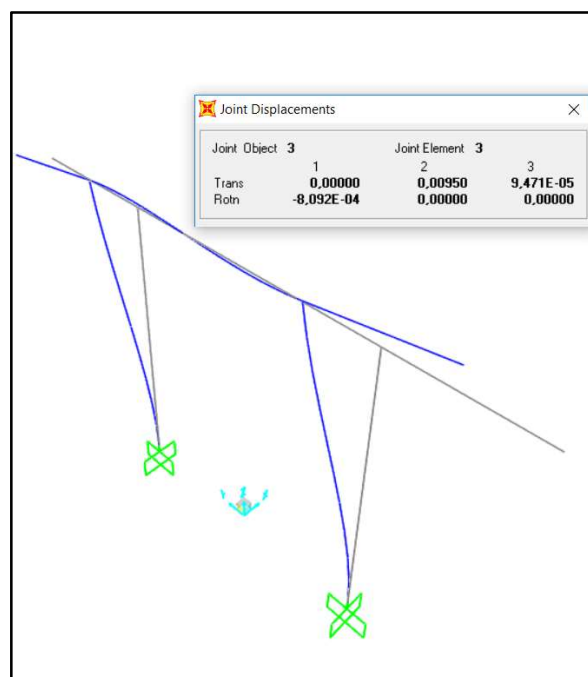 Joint Displacements
Joint Object 3 Joint Element 3
1 2 3
Trans 0,00000 0,00950 9,471E-05
Rotn -8,092E-04 0,00000 0,00000